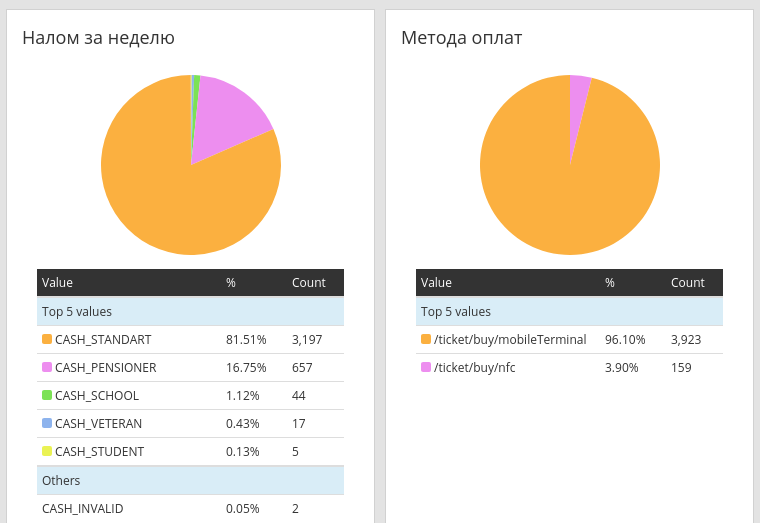 Налом за неделю
Value % Count
Top 5 values
CASH_STANDART 81.51% 3,197
CASH_PENSIONER 16.75% 657
CASH_SCHOOL 1.12% 44
CASH_VETERAN 0.43% 17
CASH_STUDENT 0.13% 5
Others
CASH_INVALID 0.05% 2
Метода оплат
Value % Count
Top 5 values
/ticket/buy/mobileTerminal 96.10% 3,923
/ticket/buy/nfc 3.90% 159